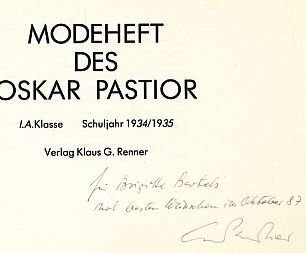 MODEHEFT
DES
OSKAR PASTIOR
I.A.Klasse Schuljahr 1934/1935
Verlag Klaus G. Renner
für Brigitte Bartels
mit besten Wünschen im Oktober 87